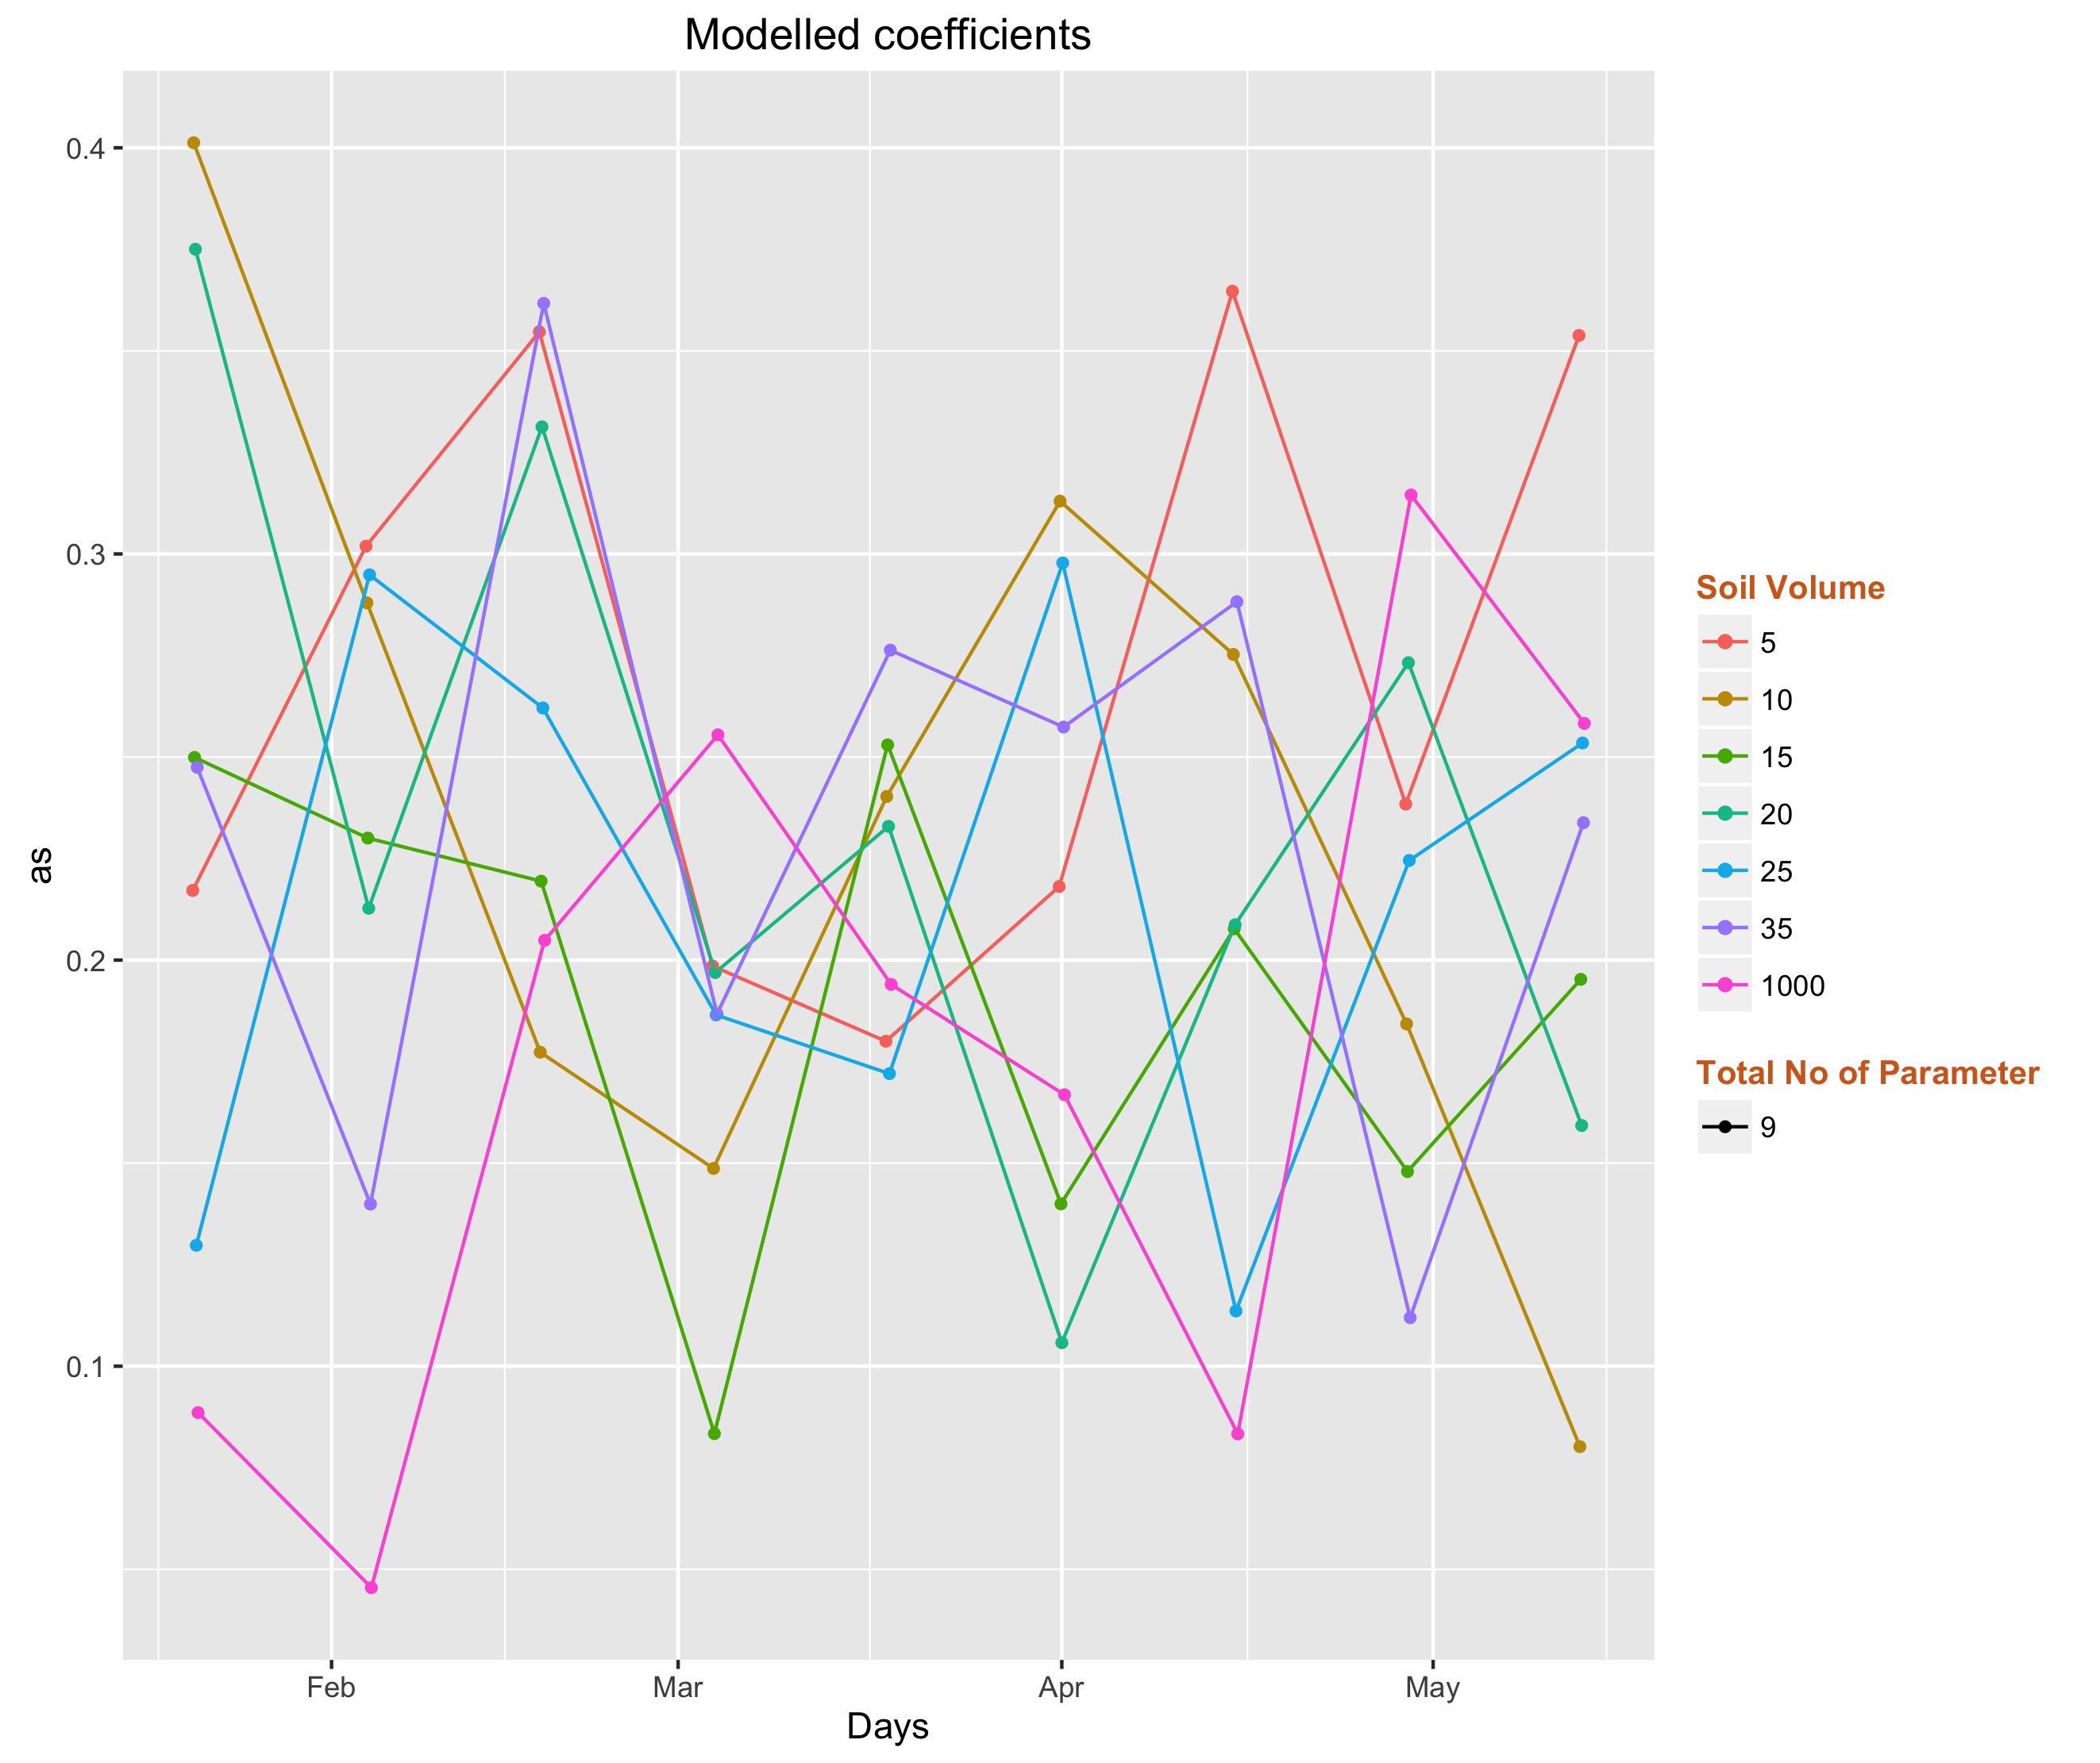 Modelled coefficients
0.4
0.3
0.2
0.1
as
Feb Mar Apr May
Days
Soil Volume
5
10
15
20
25
35
1000
Total No of Parameter
9